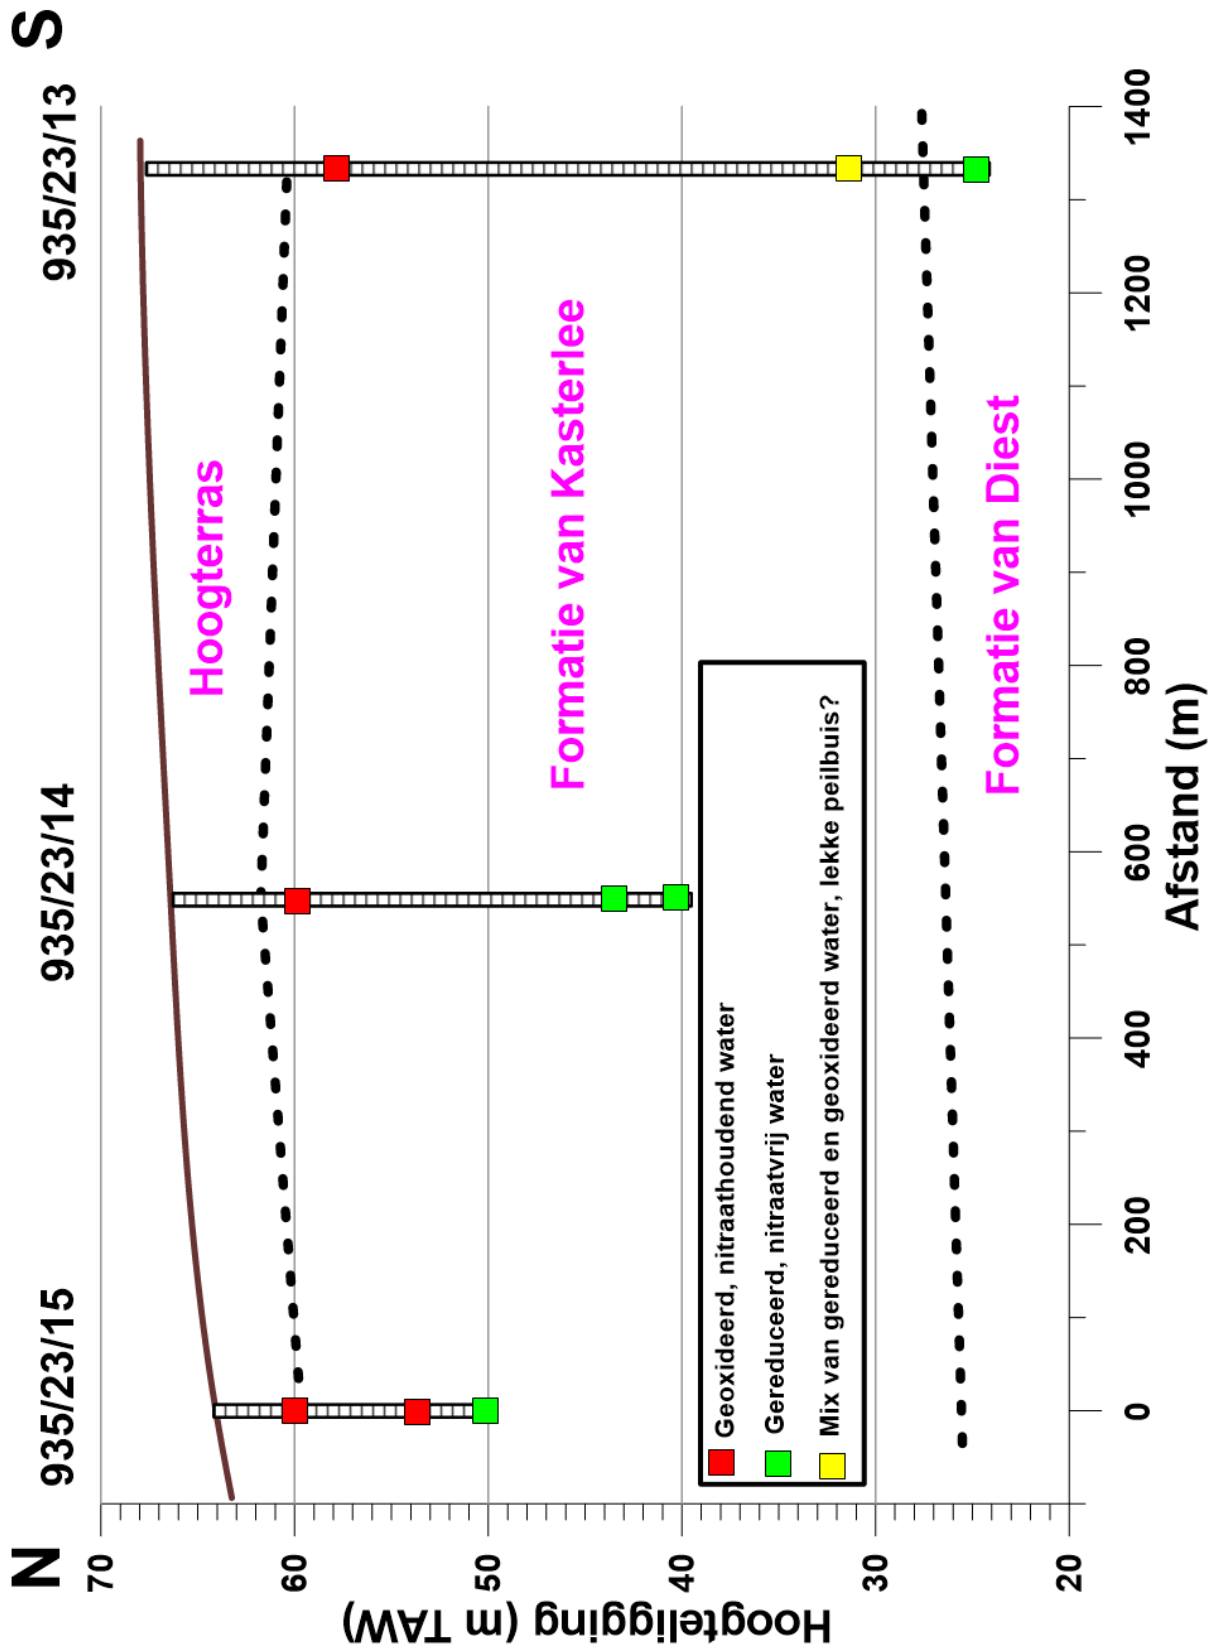 N
S
935/23/15
935/23/14
935/23/13
70
60
50
40
30
20
Hoogteligging (m TAW)
Hoogterras
Formatie van Kasterlee
Formatie van Diest
Geoxideerd, nitraathoudend water
Gereduceerd, nitraatvrij water
Mix van gereduceerd en geoxideerd water, lekke peilbuis?
0
200
400
600
800
1000
1200
1400
Afstand (m)